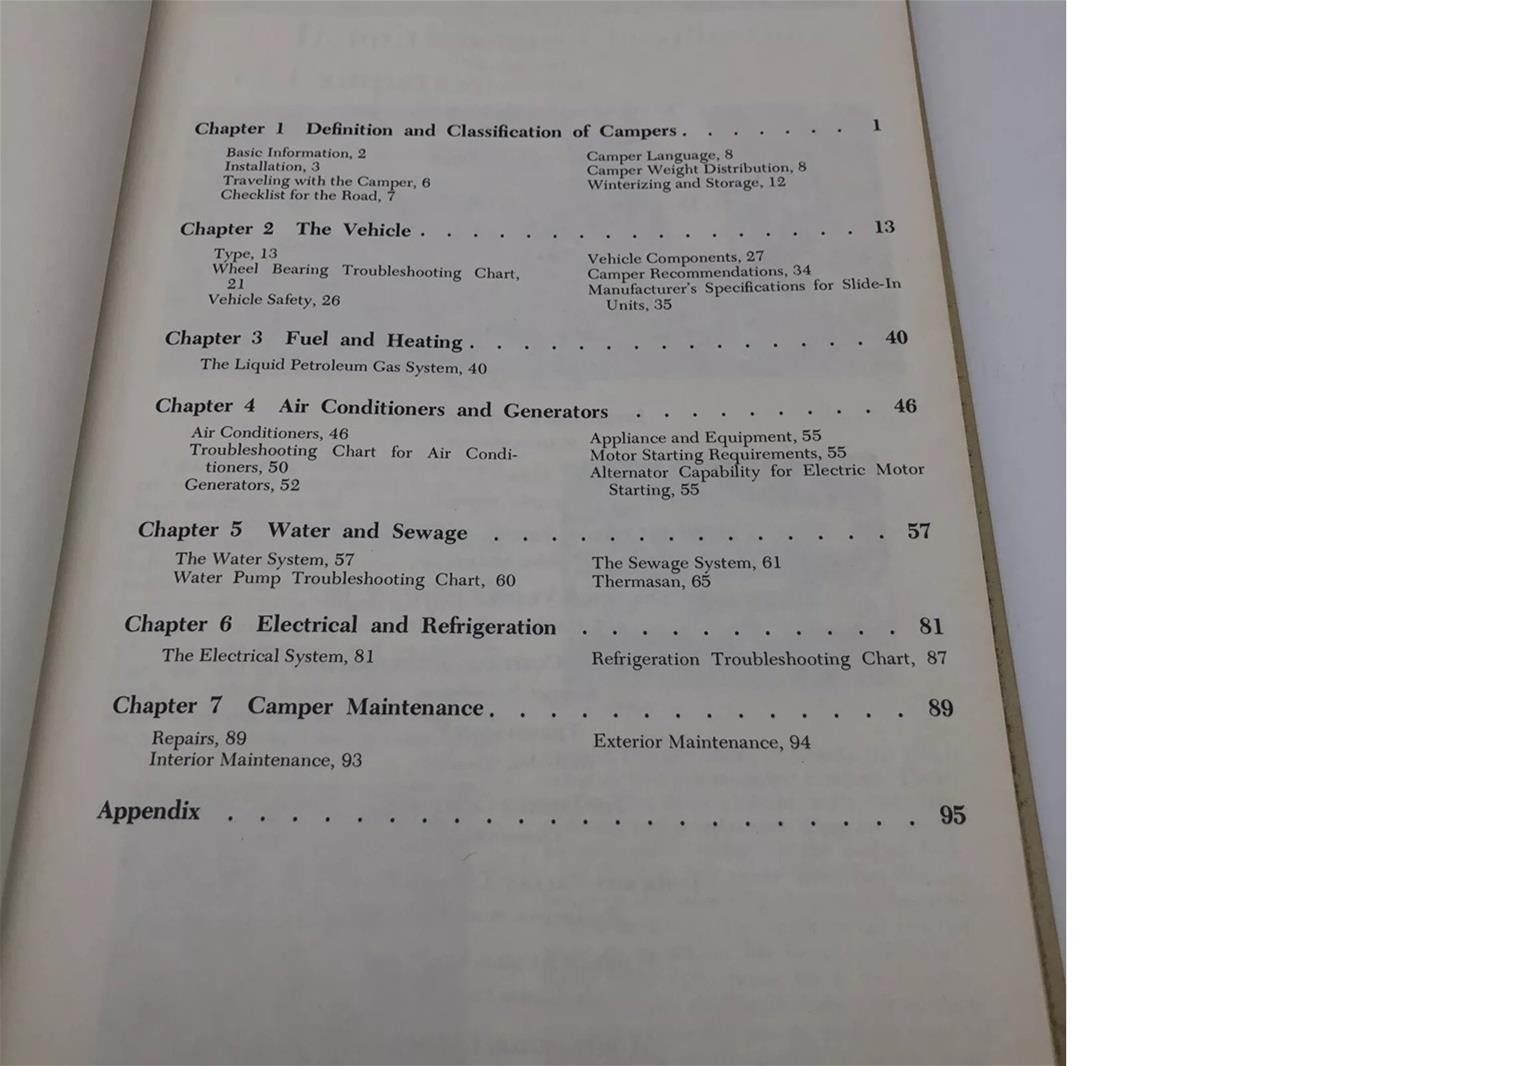 Chapter 1 Definition and Classification of Campers . . . . . . . 1
Basic Information, 2
Installation, 3
Traveling with the Camper, 6
Checklist for the Road, 7
Camper Language, 8
Camper Weight Distribution, 8
Winterizing and Storage, 12
Chapter 2 The Vehicle . . . . . . . . . . . . . . . . . 13
Type, 13
Wheel Bearing Troubleshooting Chart,
21
Vehicle Safety, 26
Vehicle Components, 27
Camper Recommendations, 34
Manufacturer's Specifications for Slide-In
Units, 35
Chapter 3 Fuel and Heating . . . . . . . . . . . . . . . 40
The Liquid Petroleum Gas System, 40
Chapter 4 Air Conditioners and Generators . . . . . . . . . 46
Air Conditioners, 46
Troubleshooting Chart for Air Condi-
tioners, 50
Generators, 52
Appliance and Equipment, 55
Motor Starting Requirements, 55
Alternator Capability for Electric Motor
Starting, 55
Chapter 5 Water and Sewage . . . . . . . . . . . . . . 57
The Water System, 57
Water Pump Troubleshooting Chart, 60
The Sewage System, 61
Thermasan, 65
Chapter 6 Electrical and Refrigeration . . . . . . . . . . . 81
The Electrical System, 81
Refrigeration Troubleshooting Chart, 87
Chapter 7 Camper Maintenance . . . . . . . . . . . . . . 89
Repairs, 89
Interior Maintenance, 93
Exterior Maintenance, 94
Appendix . . . . . . . . . . . . . . . . . . . . . . 95